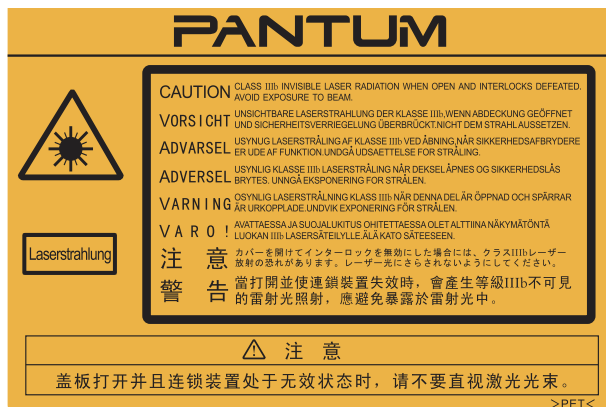 PANTUM
CAUTION CLASS IIIb INVISIBLE LASER RADIATION WHEN OPEN AND INTERLOCKS DEFEATED.
AVOID EXPOSURE TO BEAM.
VORSICHT UNSICHTBARE LASERSTRAHLUNG DER KLASSE IIIb,WENN ABDECKUNG GEÖFFNET
UND SICHERHEITSVERRIEGELUNG ÜBERBRÜCKT.NICHT DEM STRAHL AUSSETZEN.
ADVARSEL USYNUG LASERSTRÅLING AF KLASSE IIIb VED ÅBNING,NÅR SIKKERHEDSAFBRYDERE
ER UDE AF FUNKTION.UNDGÅ UDSAETTELSE FOR STRÅLING.
ADVERSEL USYNLIG KLASSE IIIb LASERSTRÅLING NÅR DEKSEL ÅPNES OG SIKKERHEDSLÅS
BRYTES. UNNGÅ EKSPONERING FOR STRÅLEN.
VARNING OSYNLIG LASERSTRÅLNING KLASS IIIb NÄR DENNA DEL ÄR ÖPPNAD OCH SPÄRRAR
ÄR URKOPPLADE.UNDVIK EXPONERING FÖR STRÅLEN.
VARO! AVATTAESSA JA SUOJALUKITUS OHITETTAESSA OLET ALTTIINA NÄKYMÄTÖNTÄ
LUOKAN IIIb LASERSÄTEILYLLE.ÄLÄ KATO SÄTEESEEN.
注 意 カバーを開けてインターロックを無効にした場合には、クラスIIIbレーザー
放射の恐れがあります。レーザー光にさらされないようにしてください。
警 告 當打開並使連鎖裝置失效時，會產生等級IIIb不可見
的雷射光照射，應避免暴露於雷射光中。
Laserstrahlung
注 意
盖板打开并且连锁装置处于无效状态时，请不要直视激光光束。
>PET<